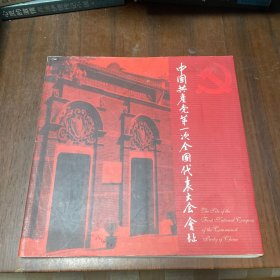 中国共产党第一次全国代表大会会址
The Site of the
First National Congress
of the Communist
Party of China